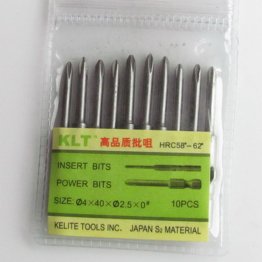 KLT 高品质批咀 HRC58°-62°
INSERT BITS
POWER BITS
SIZE: Ø4×40×Ø2.5×0# 10PCS
KELITE TOOLS INC. JAPAN S2 MATERIAL